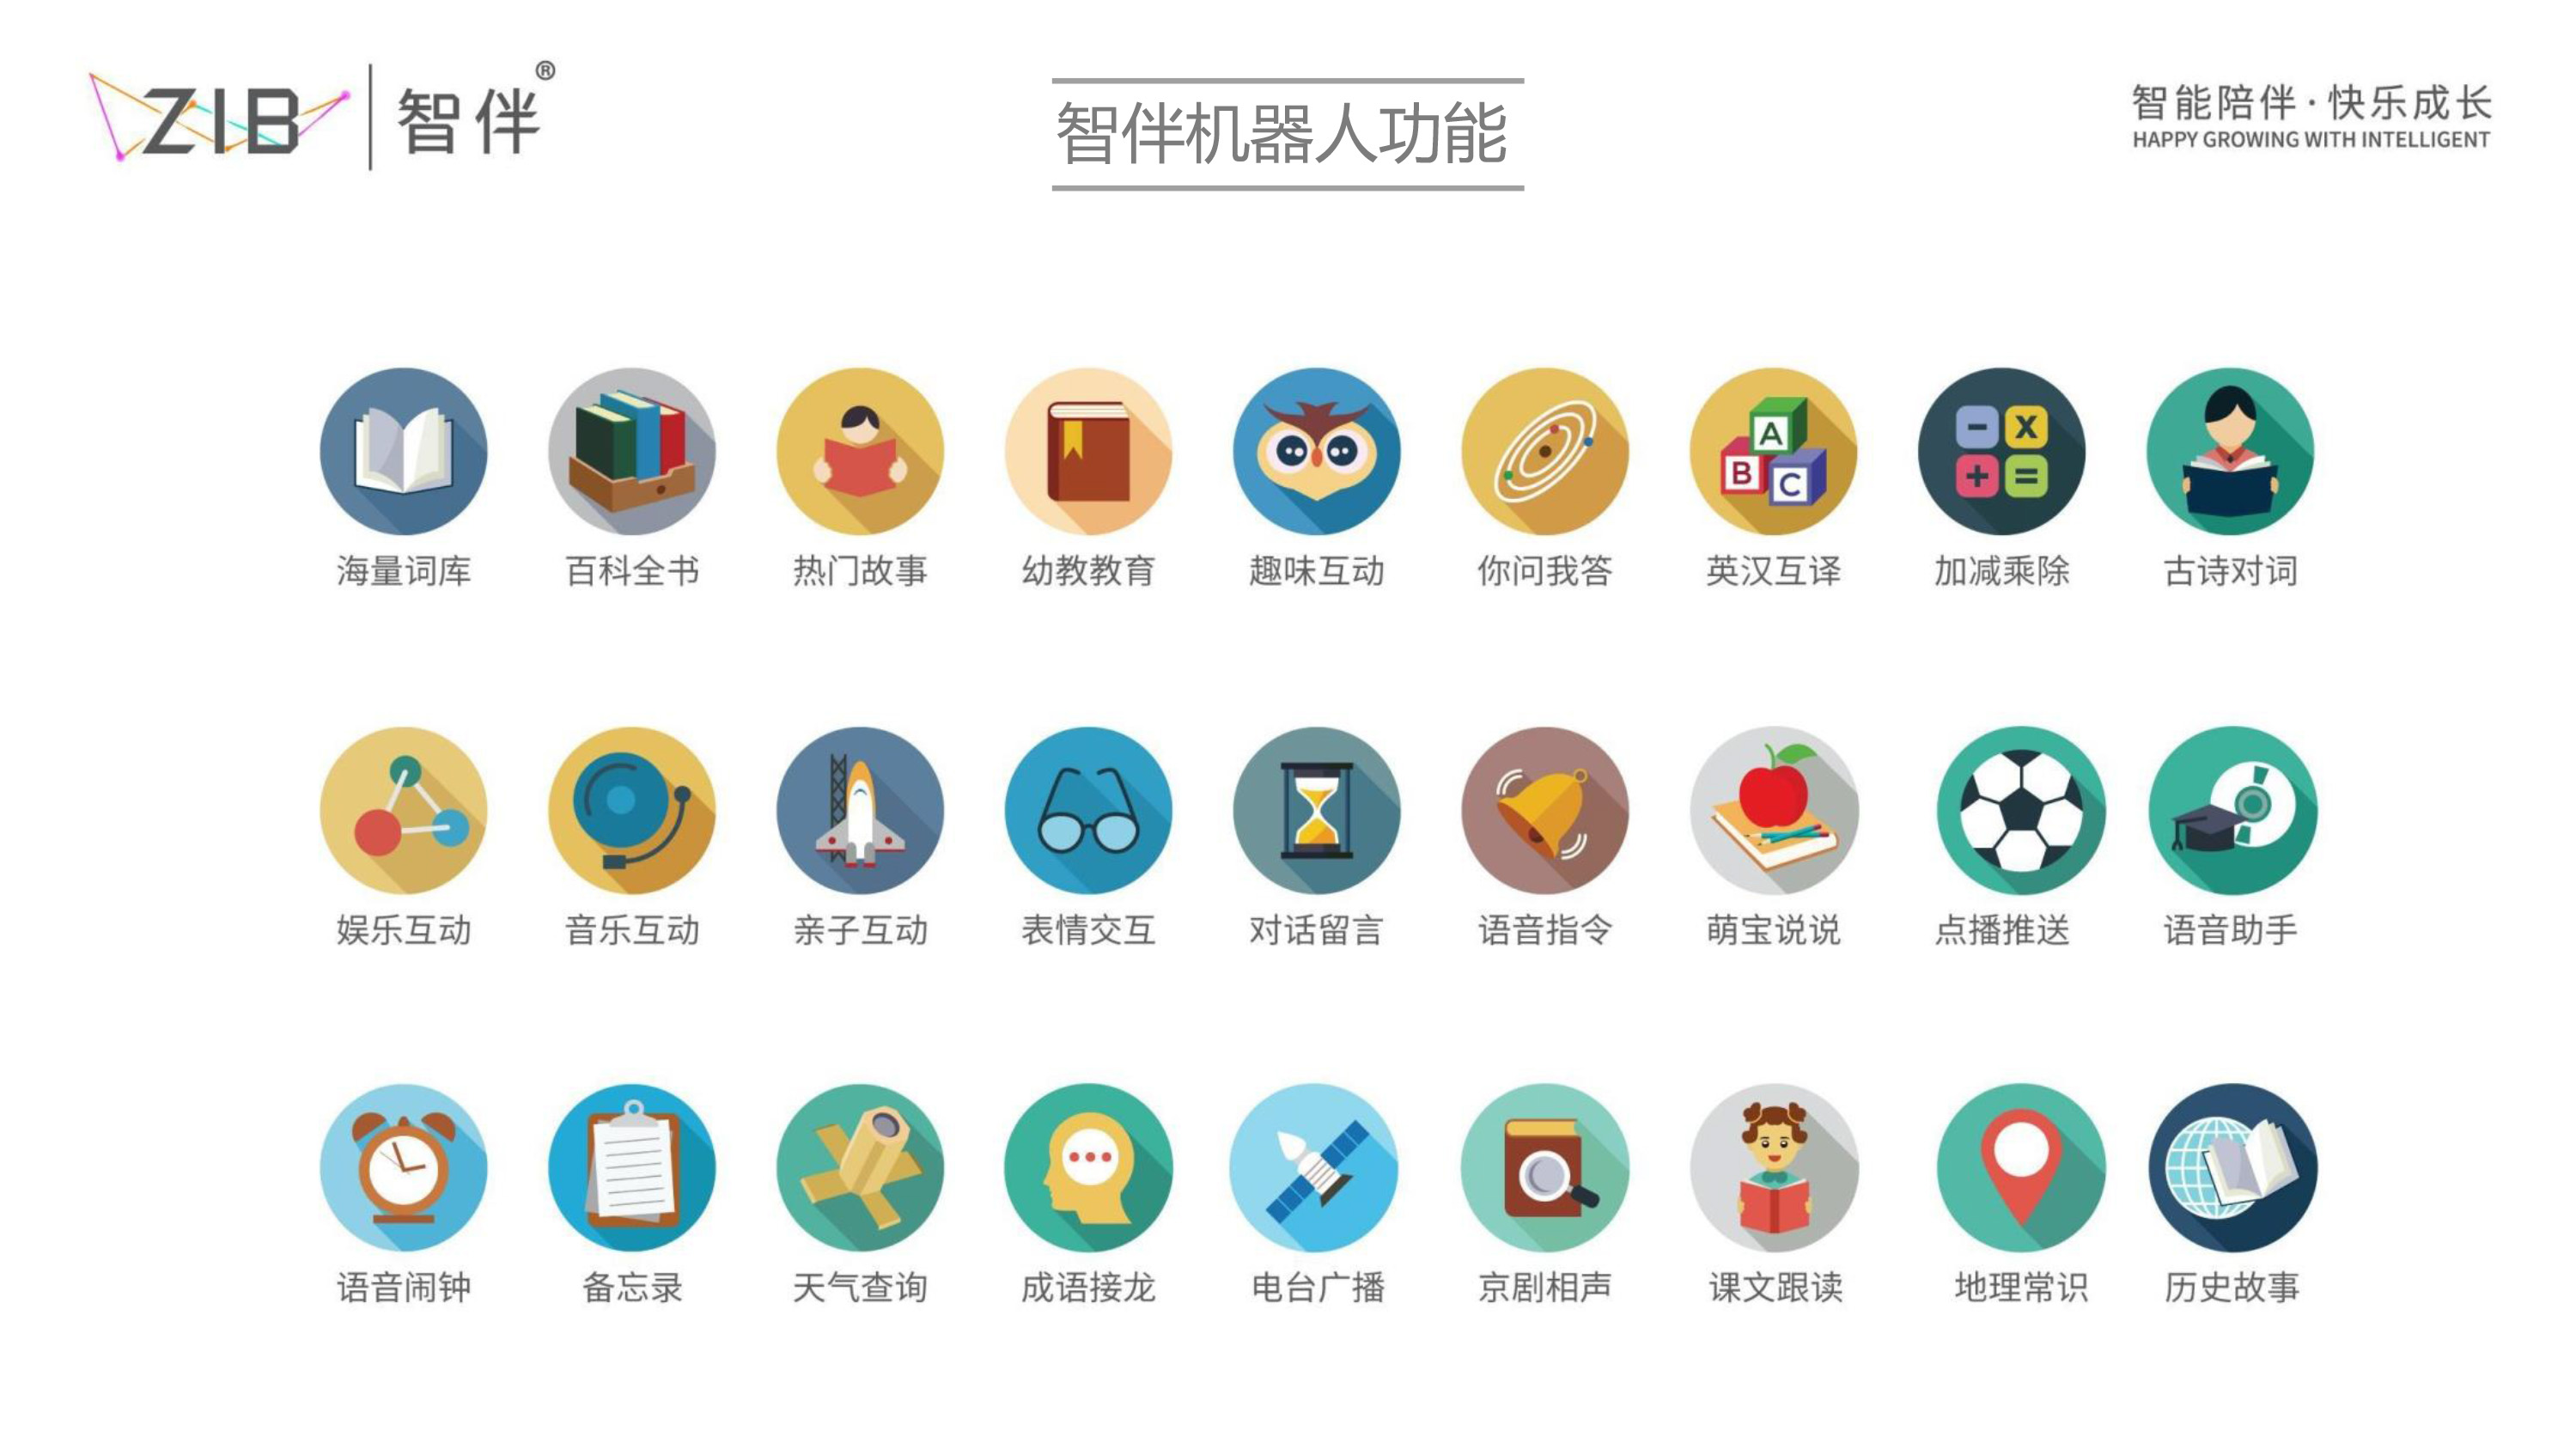 ZIB 智伴®
智伴机器人功能
智能陪伴·快乐成长
HAPPY GROWING WITH INTELLIGENT
A
B C
- x
+ =
海量词库 百科全书 热门故事 幼教教育 趣味互动 你问我答 英汉互译 加减乘除 古诗对词
娱乐互动 音乐互动 亲子互动 表情交互 对话留言 语音指令 萌宝说说 点播推送 语音助手
语音闹钟 备忘录 天气查询 成语接龙 电台广播 京剧相声 课文跟读 地理常识 历史故事